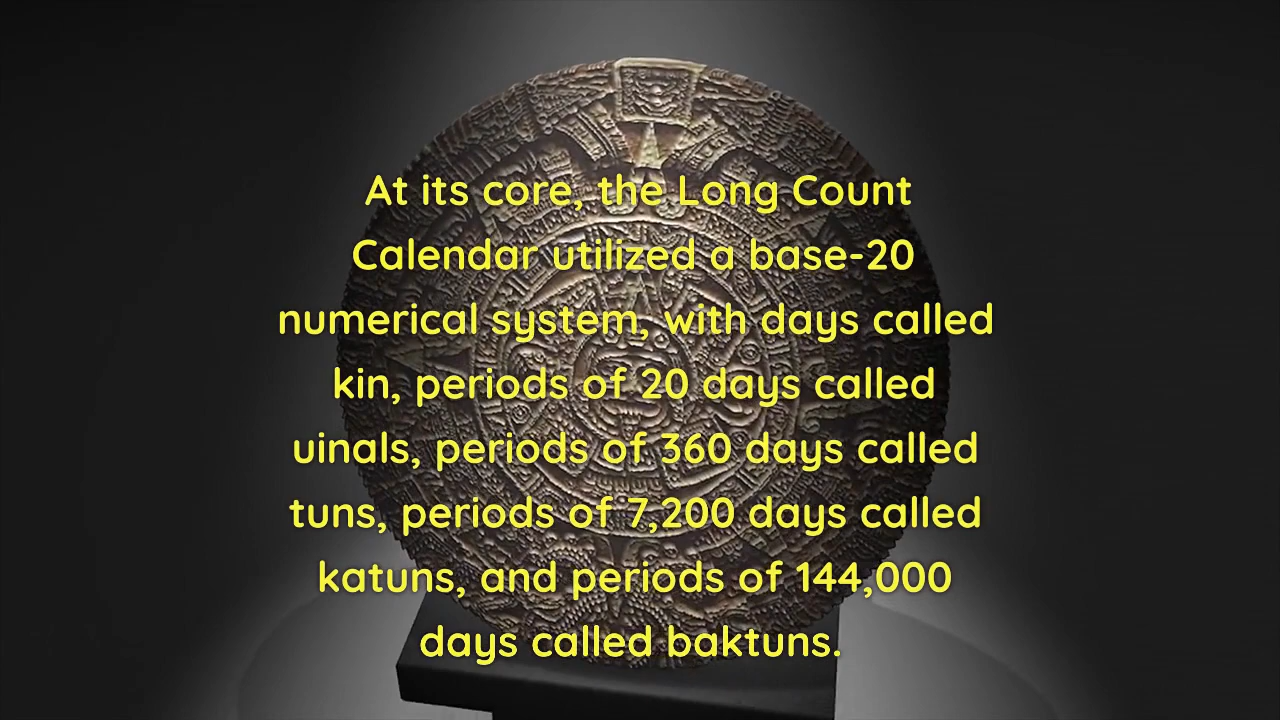 At its core, the Long Count
Calendar utilized a base-20
numerical system, with days called
kin, periods of 20 days called
uinals, periods of 360 days called
tuns, periods of 7,200 days called
katuns, and periods of 144,000
days called baktuns.